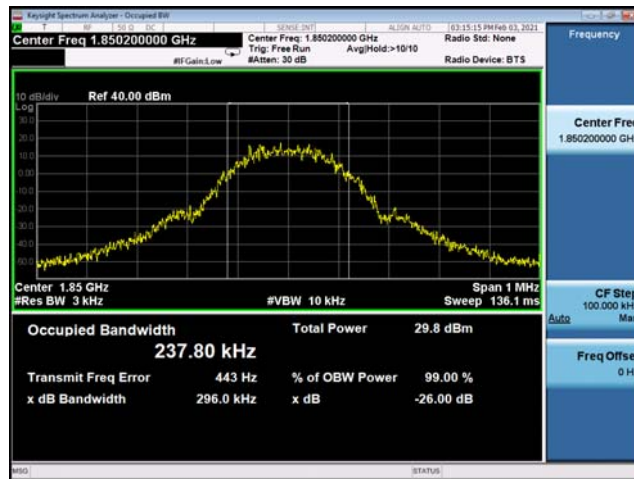 Keysight Spectrum Analyzer - Occupied BW
T RF 50 Ω DC SENSE:INT ALIGN AUTO 03:15:15 PM Feb 03, 2021
Center Freq 1.850200000 GHz
Center Freq: 1.850200000 GHz
Radio Std: None
Trig: Free Run Avg|Hold:>10/10
#IFGain:Low
#Atten: 30 dB
Radio Device: BTS
10 dB/div Ref 40.00 dBm
Log
30.0
20.0
10.0
0.00
-10.0
-20.0
-30.0
-40.0
-50.0
Center 1.85 GHz
Span 1 MHz
#Res BW 3 kHz
#VBW 10 kHz
Sweep 136.1 ms
Occupied Bandwidth
237.80 kHz
Total Power 29.8 dBm
Transmit Freq Error 443 Hz
% of OBW Power 99.00 %
x dB Bandwidth 296.0 kHz
x dB -26.00 dB
MSG
STATUS
Frequency
Center Fre
1.850200000 GH
CF Step
100.000 kH
Auto Ma
Freq Offse
0 H